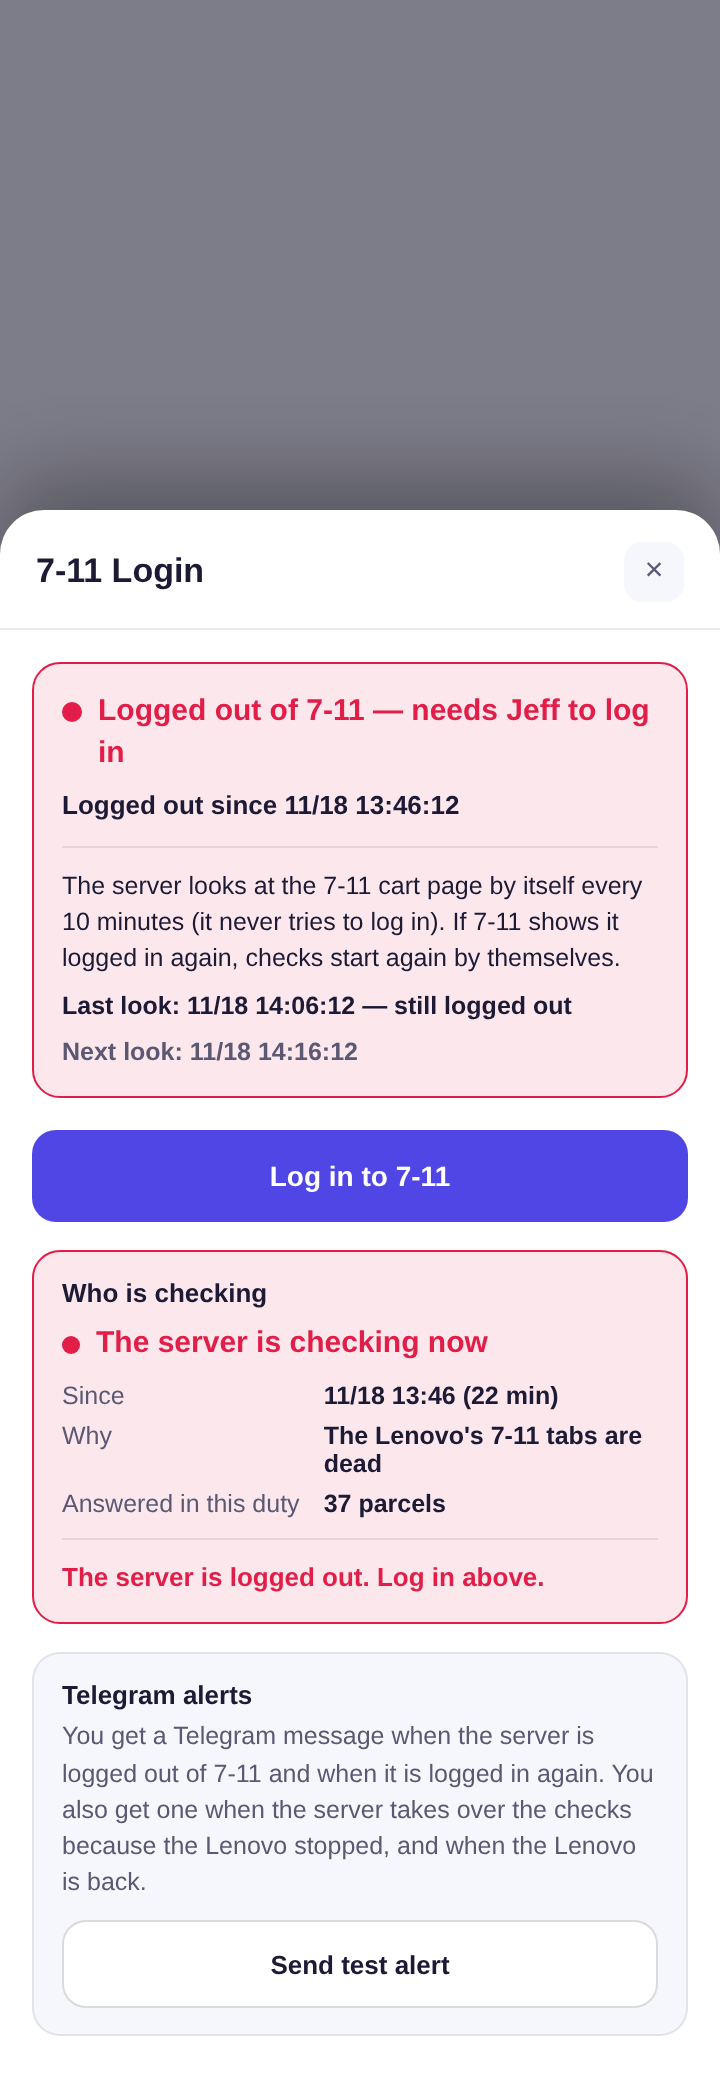 7-11 Login
×
Logged out of 7-11 — needs Jeff to log
in
Logged out since 11/18 13:46:12
The server looks at the 7-11 cart page by itself every
10 minutes (it never tries to log in). If 7-11 shows it
logged in again, checks start again by themselves.
Last look: 11/18 14:06:12 — still logged out
Next look: 11/18 14:16:12
Log in to 7-11
Who is checking
The server is checking now
Since 11/18 13:46 (22 min)
Why The Lenovo's 7-11 tabs are
dead
Answered in this duty 37 parcels
The server is logged out. Log in above.
Telegram alerts
You get a Telegram message when the server is
logged out of 7-11 and when it is logged in again. You
also get one when the server takes over the checks
because the Lenovo stopped, and when the Lenovo
is back.
Send test alert